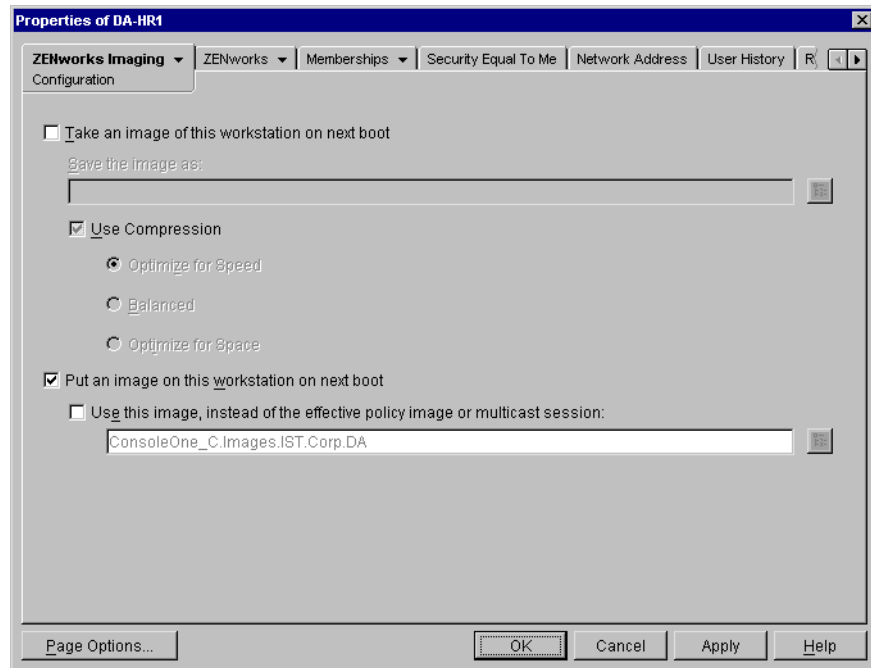 Properties of DA-HR1
ZENworks Imaging ZENworks Memberships Security Equal To Me Network Address User History
Configuration
Take an image of this workstation on next boot
Save the image as:
Use Compression
Optimize for Speed
Balanced
Optimize for Space
Put an image on this workstation on next boot
Use this image, instead of the effective policy image or multicast session:
ConsoleOne_C.Images.IST.Corp.DA
Page Options... OK Cancel Apply Help